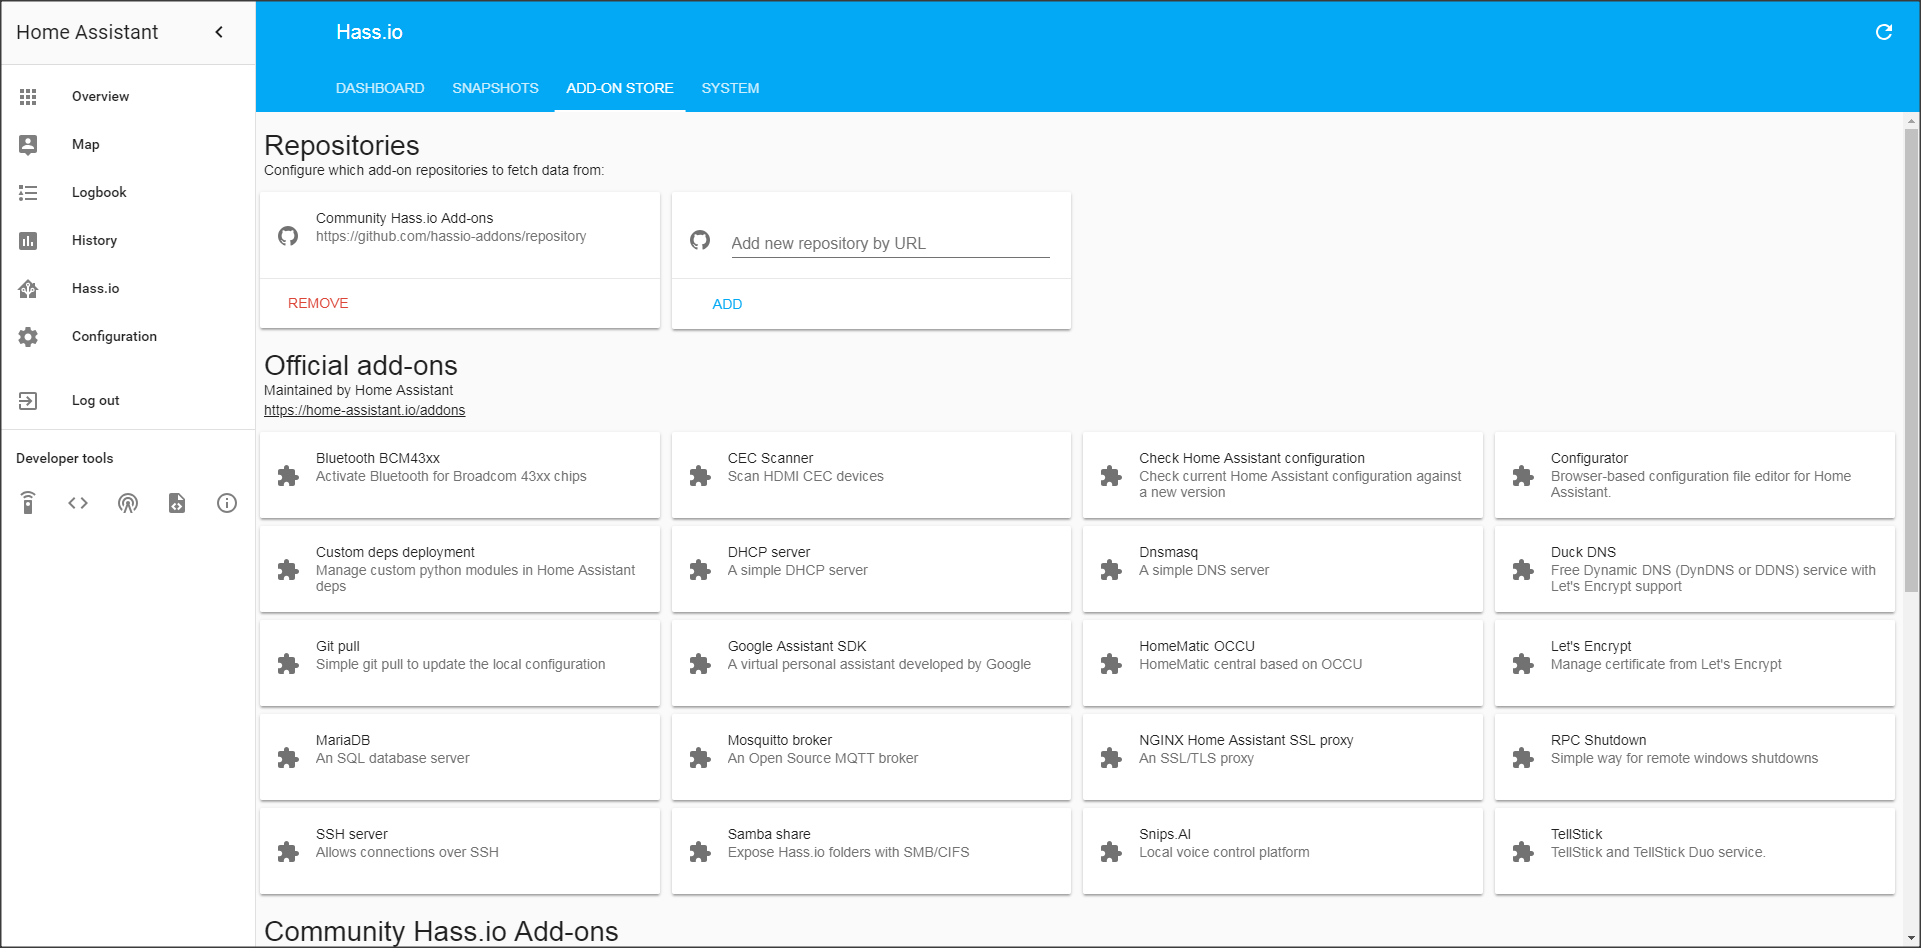 Home Assistant
Overview
Map
Logbook
History
Hass.io
Configuration
Log out
Developer tools
Hass.io
DASHBOARD SNAPSHOTS ADD-ON STORE SYSTEM
Repositories
Configure which add-on repositories to fetch data from:
Community Hass.io Add-ons
https://github.com/hassio-addons/repository
REMOVE
Add new repository by URL
ADD
Official add-ons
Maintained by Home Assistant
https://home-assistant.io/addons
Bluetooth BCM43xx
Activate Bluetooth for Broadcom 43xx chips
CEC Scanner
Scan HDMI CEC devices
Check Home Assistant configuration
Check current Home Assistant configuration against
a new version
Configurator
Browser-based configuration file editor for Home
Assistant.
Custom deps deployment
Manage custom python modules in Home Assistant
deps
DHCP server
A simple DHCP server
Dnsmasq
A simple DNS server
Duck DNS
Free Dynamic DNS (DynDNS or DDNS) service with
Let's Encrypt support
Git pull
Simple git pull to update the local configuration
Google Assistant SDK
A virtual personal assistant developed by Google
HomeMatic OCCU
HomeMatic central based on OCCU
Let's Encrypt
Manage certificate from Let's Encrypt
MariaDB
An SQL database server
Mosquitto broker
An Open Source MQTT broker
NGINX Home Assistant SSL proxy
An SSL/TLS proxy
RPC Shutdown
Simple way for remote windows shutdowns
SSH server
Allows connections over SSH
Samba share
Expose Hass.io folders with SMB/CIFS
Snips.AI
Local voice control platform
TellStick
TellStick and TellStick Duo service.
Community Hass.io Add-ons